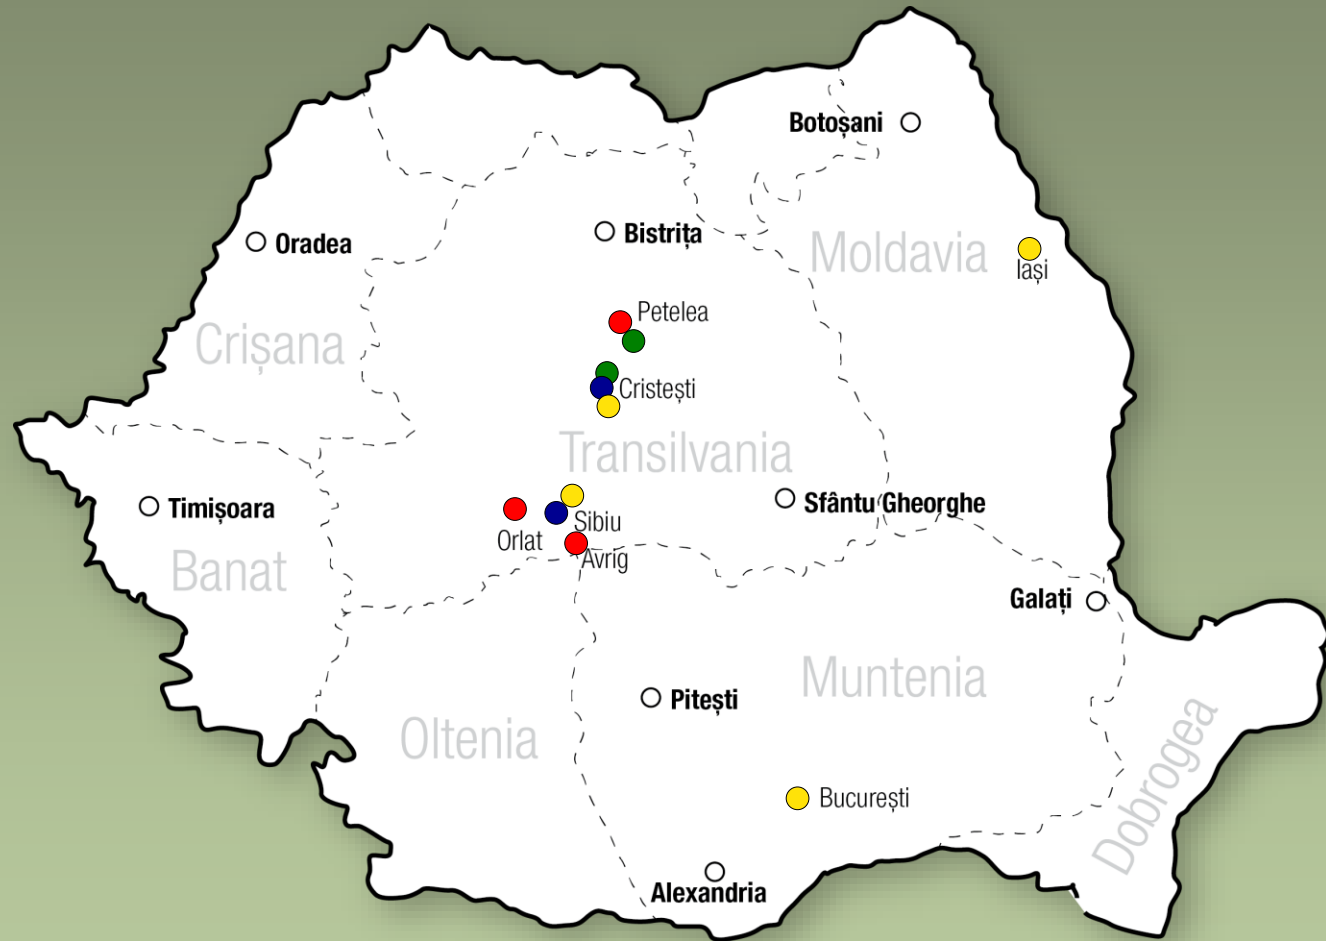 Botoșani
Bistrița
Oradea
Moldavia
Iași
Petelea
Crișana
Cristești
Transilvania
Timișoara
Sfântu Gheorghe
Sibiu
Orlat
Avrig
Banat
Galați
Muntenia
Pitești
Oltenia
Dobrogea
București
Alexandria